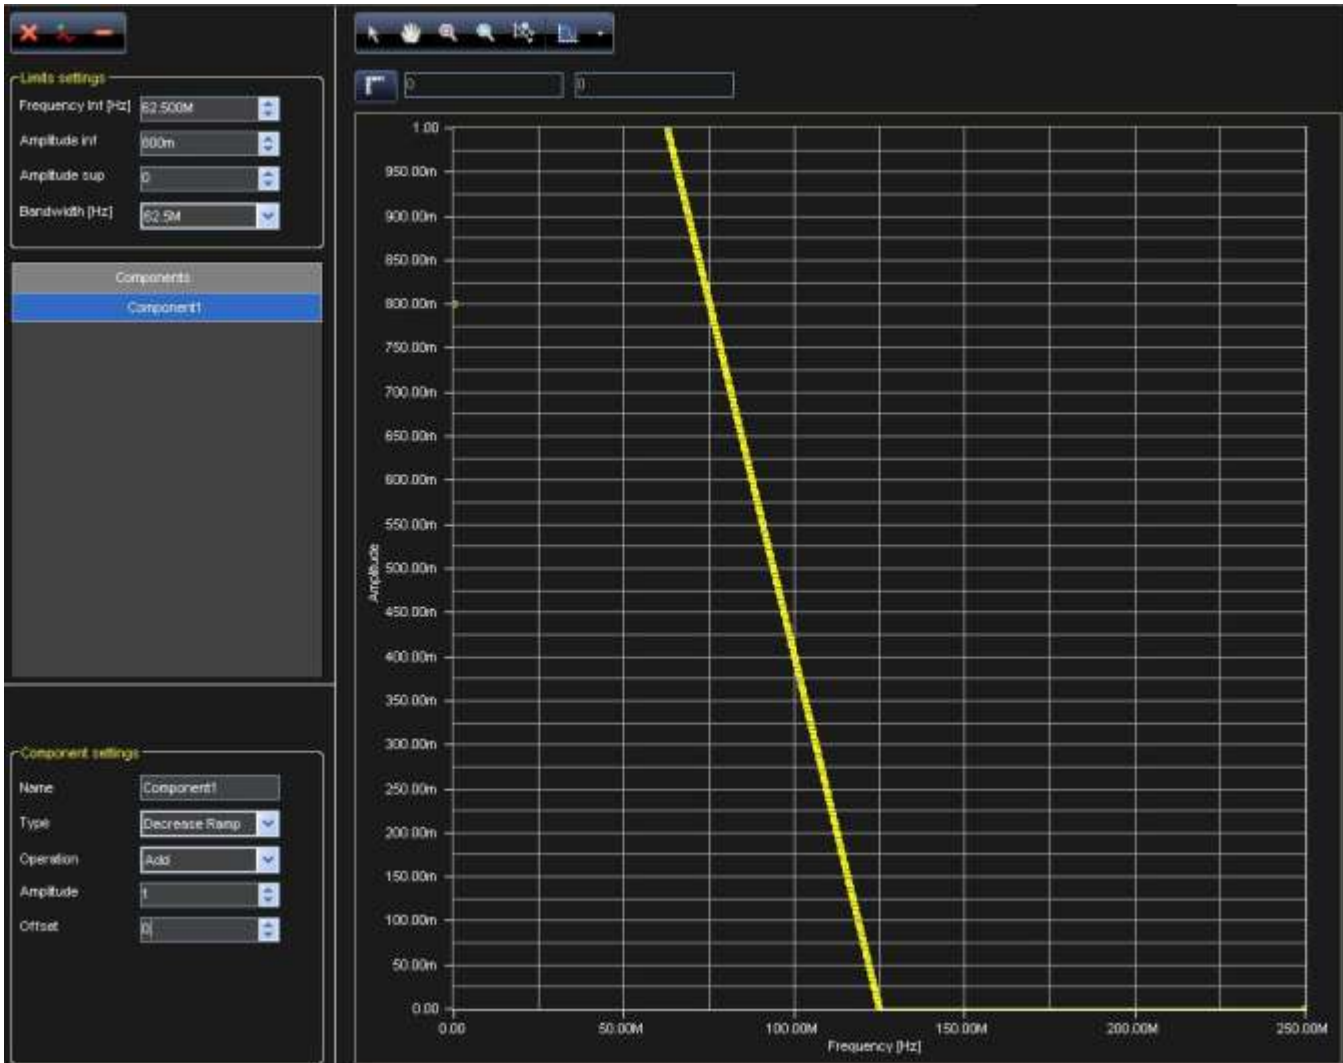 Limits settings
Frequency Inf [Hz] 62.500M
Amplitude inf 800m
Amplitude sup 0
Bandwidth [Hz] 62.5M
Components
Component1
Component settings
Name Component1
Type Decrease Ramp
Operation Add
Amplitude 1
Offset 0
0 0
1.00
950.00m
900.00m
850.00m
800.00m
750.00m
700.00m
650.00m
600.00m
550.00m
500.00m
450.00m
400.00m
350.00m
300.00m
250.00m
200.00m
150.00m
100.00m
50.00m
0.00
Amplitude
0.00 50.00M 100.00M 150.00M 200.00M 250.00M
Frequency [Hz]